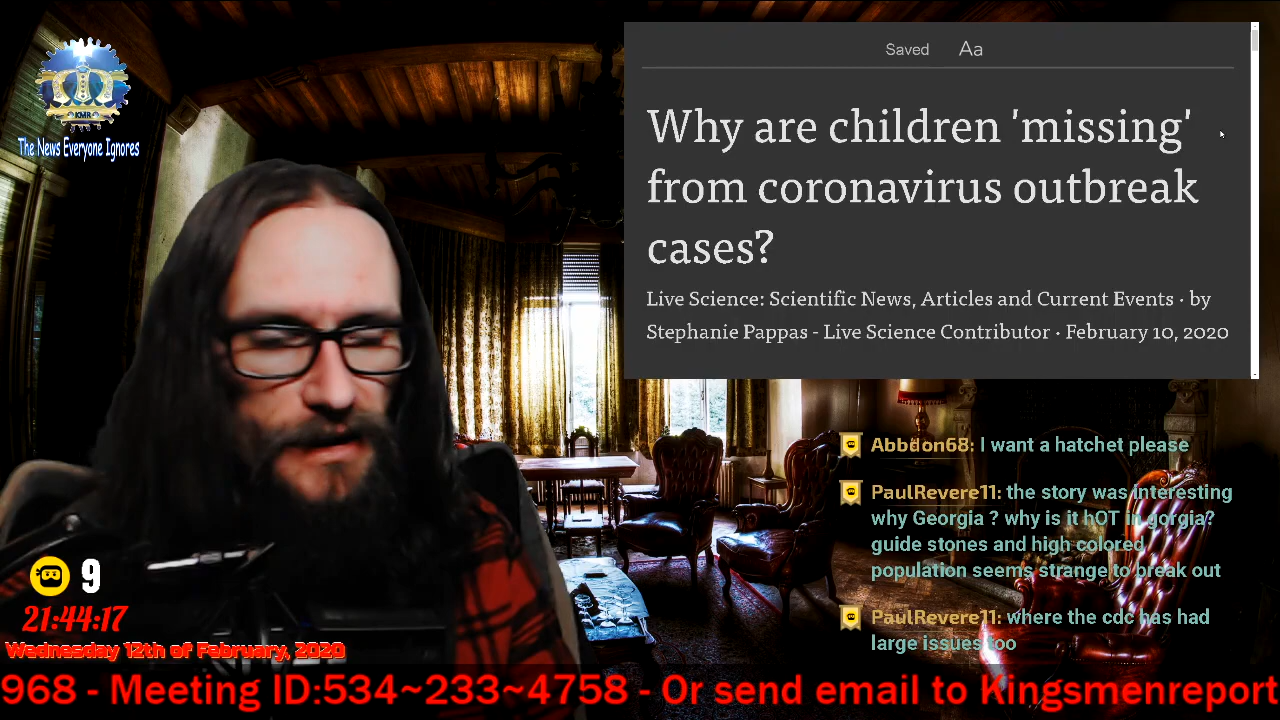 KMR
The News Everyone Ignores
Saved Aa
Why are children 'missing'
from coronavirus outbreak
cases?
Live Science: Scientific News, Articles and Current Events · by
Stephanie Pappas - Live Science Contributor · February 10, 2020
Abbdon68: I want a hatchet please
PaulRevere11: the story was interesting
why Georgia ? why is it hOT in gorgia?
guide stones and high colored
population seems strange to break out
PaulRevere11: where the cdc has had
large issues too
9
21:44:17
Wednesday 12th of February, 2020
968 - Meeting ID:534~233~4758 - Or send email to Kingsmenreport